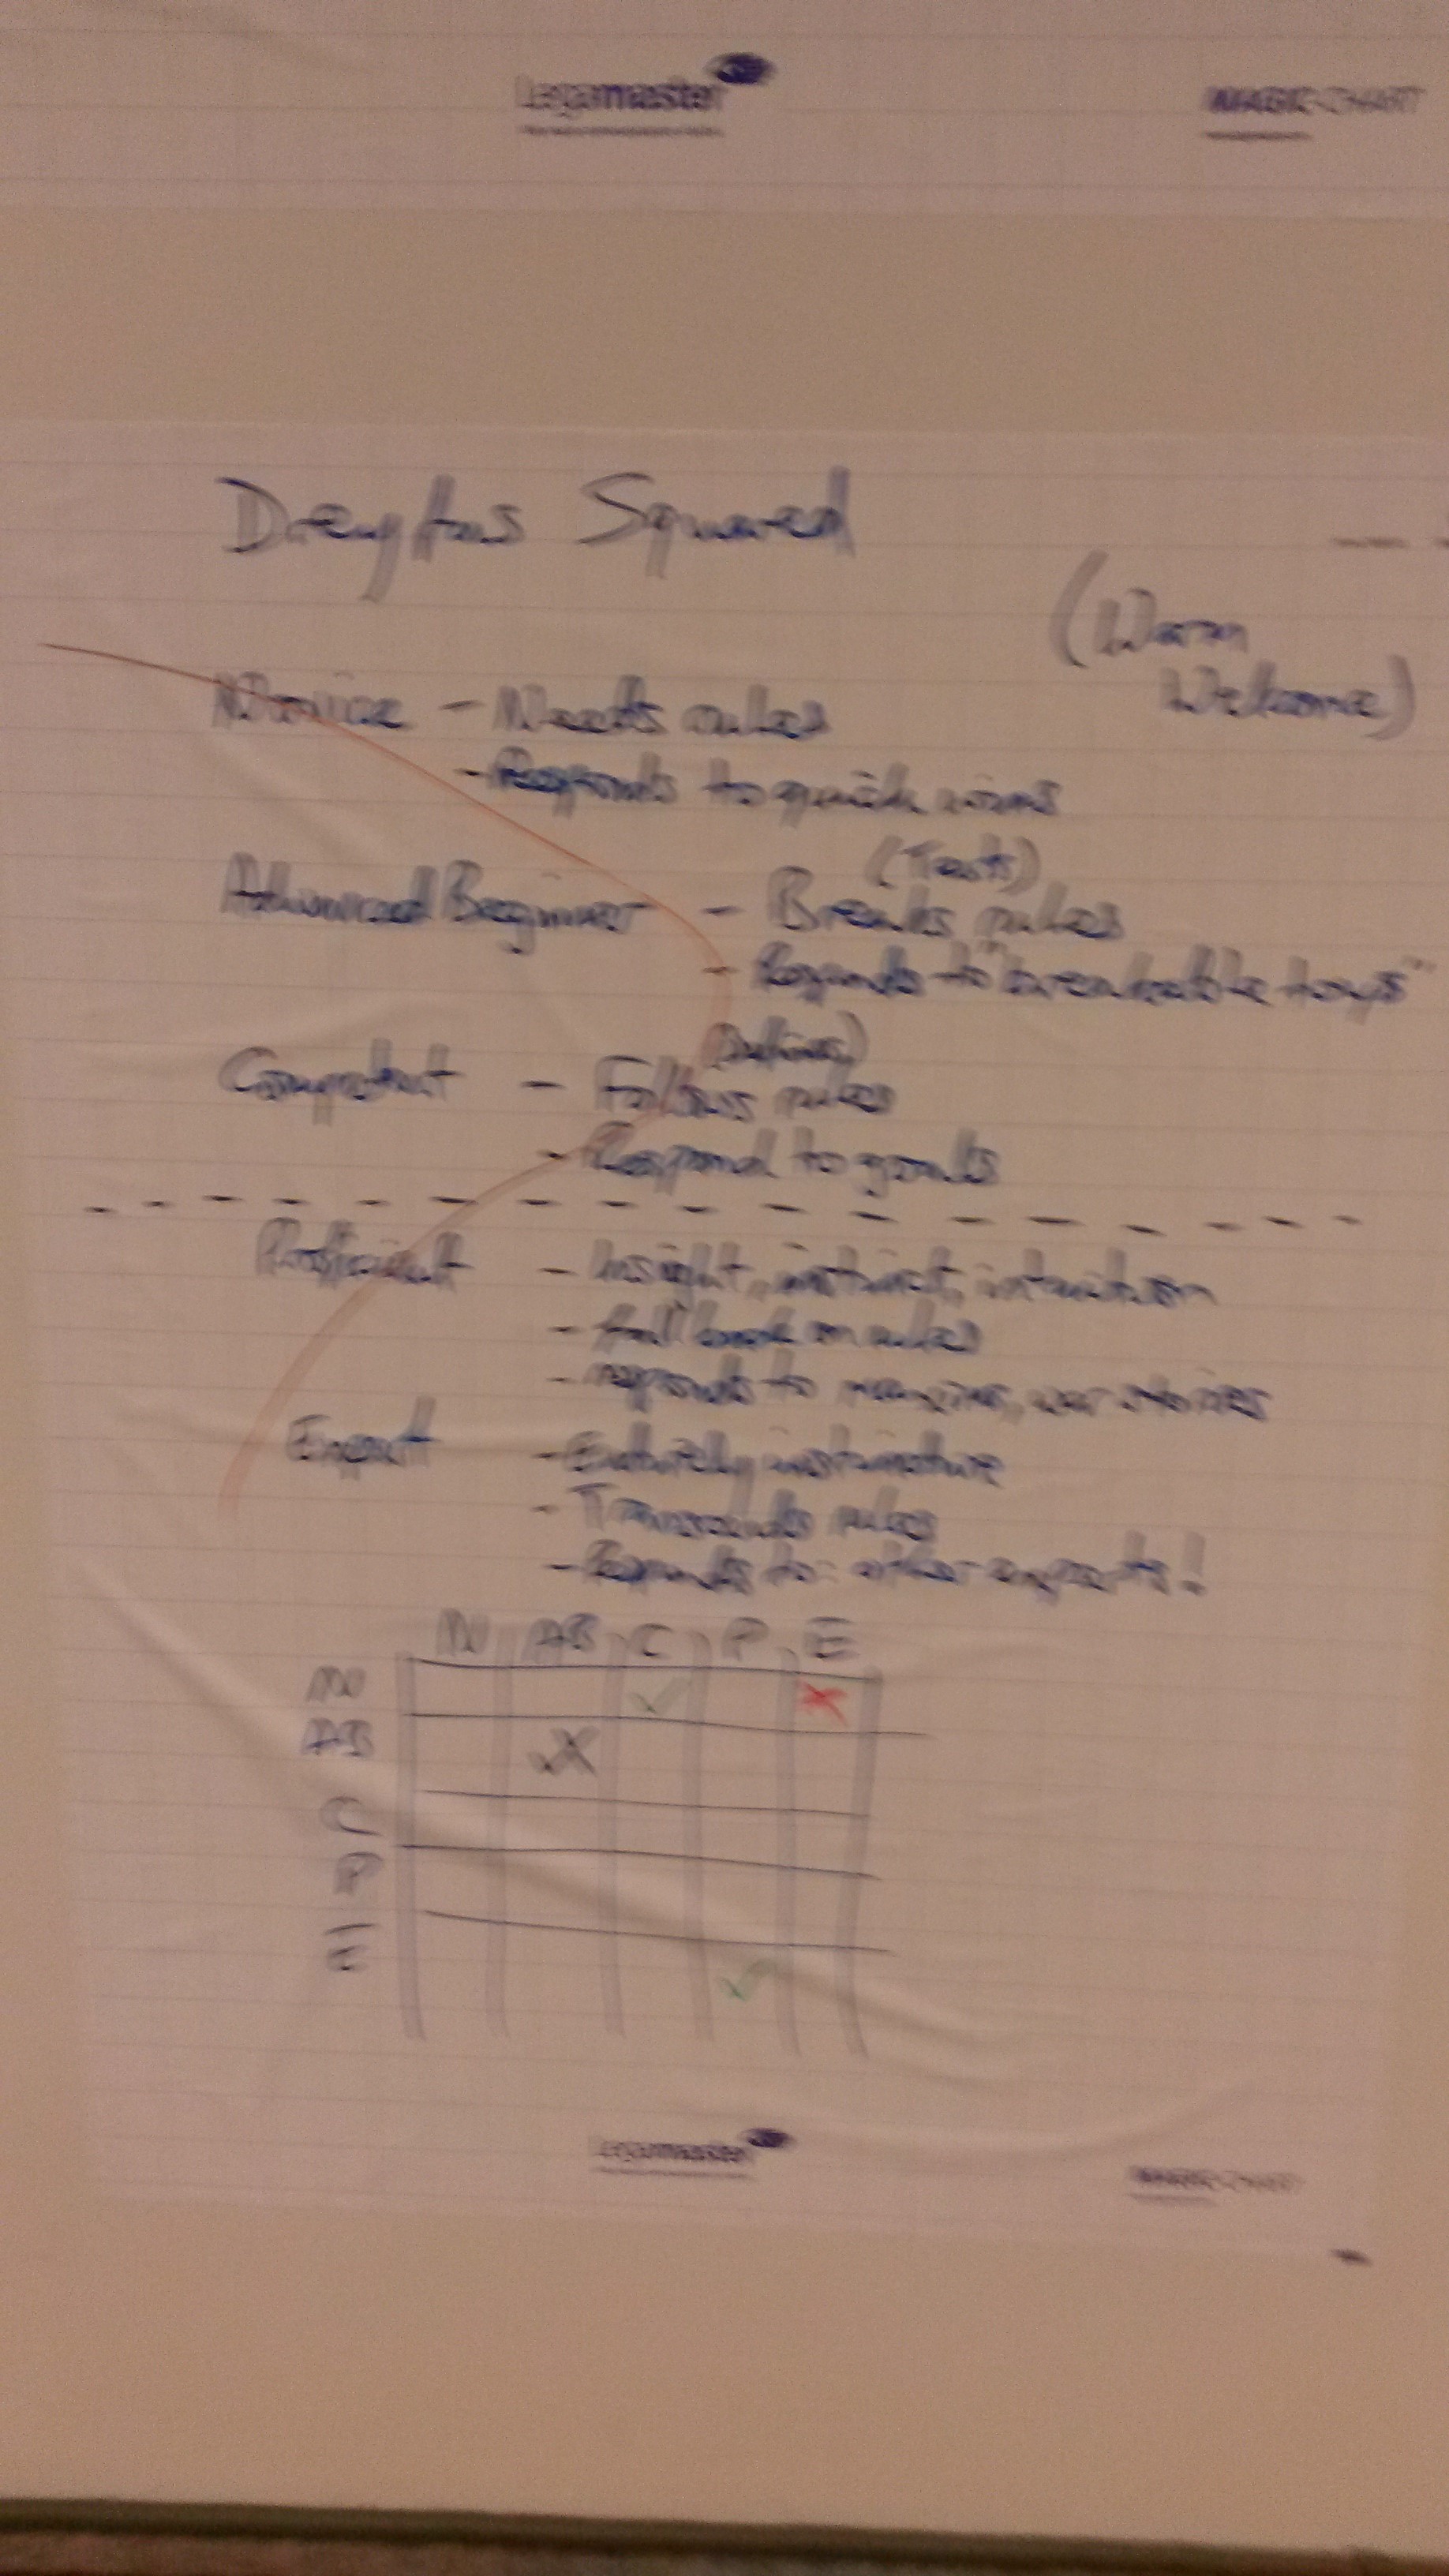 Legamaster
MAGIC-CHART
Dreyfus Squared
(Warm
Welcome)
Novice - Needs rules
- Responds to quick wins
(Tests)
Advanced Beginner - Breaks rules
- Responds to "breakable toys"
Competent - Follows rules
- Respond to goals
Proficient - Insight, instinct, intuition
- fall back on rules
- responds to maxims, war stories
Expert - Entirely instinctive
- Transcends rules
- Responds to: other experts!
N AB C P E
N ✓ ✗
AB ✓✗
C
P
E ✓
Legamaster
MAGIC-CHART